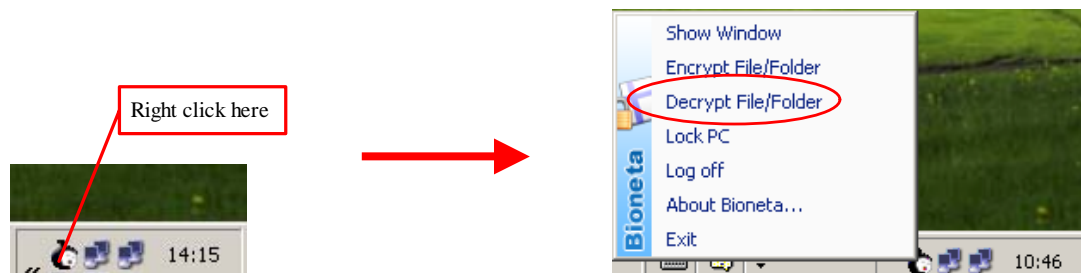 Right click here
«
14:15
Show Window
Encrypt File/Folder
Decrypt File/Folder
Lock PC
Log off
About Bioneta...
Exit
Bioneta
10:46